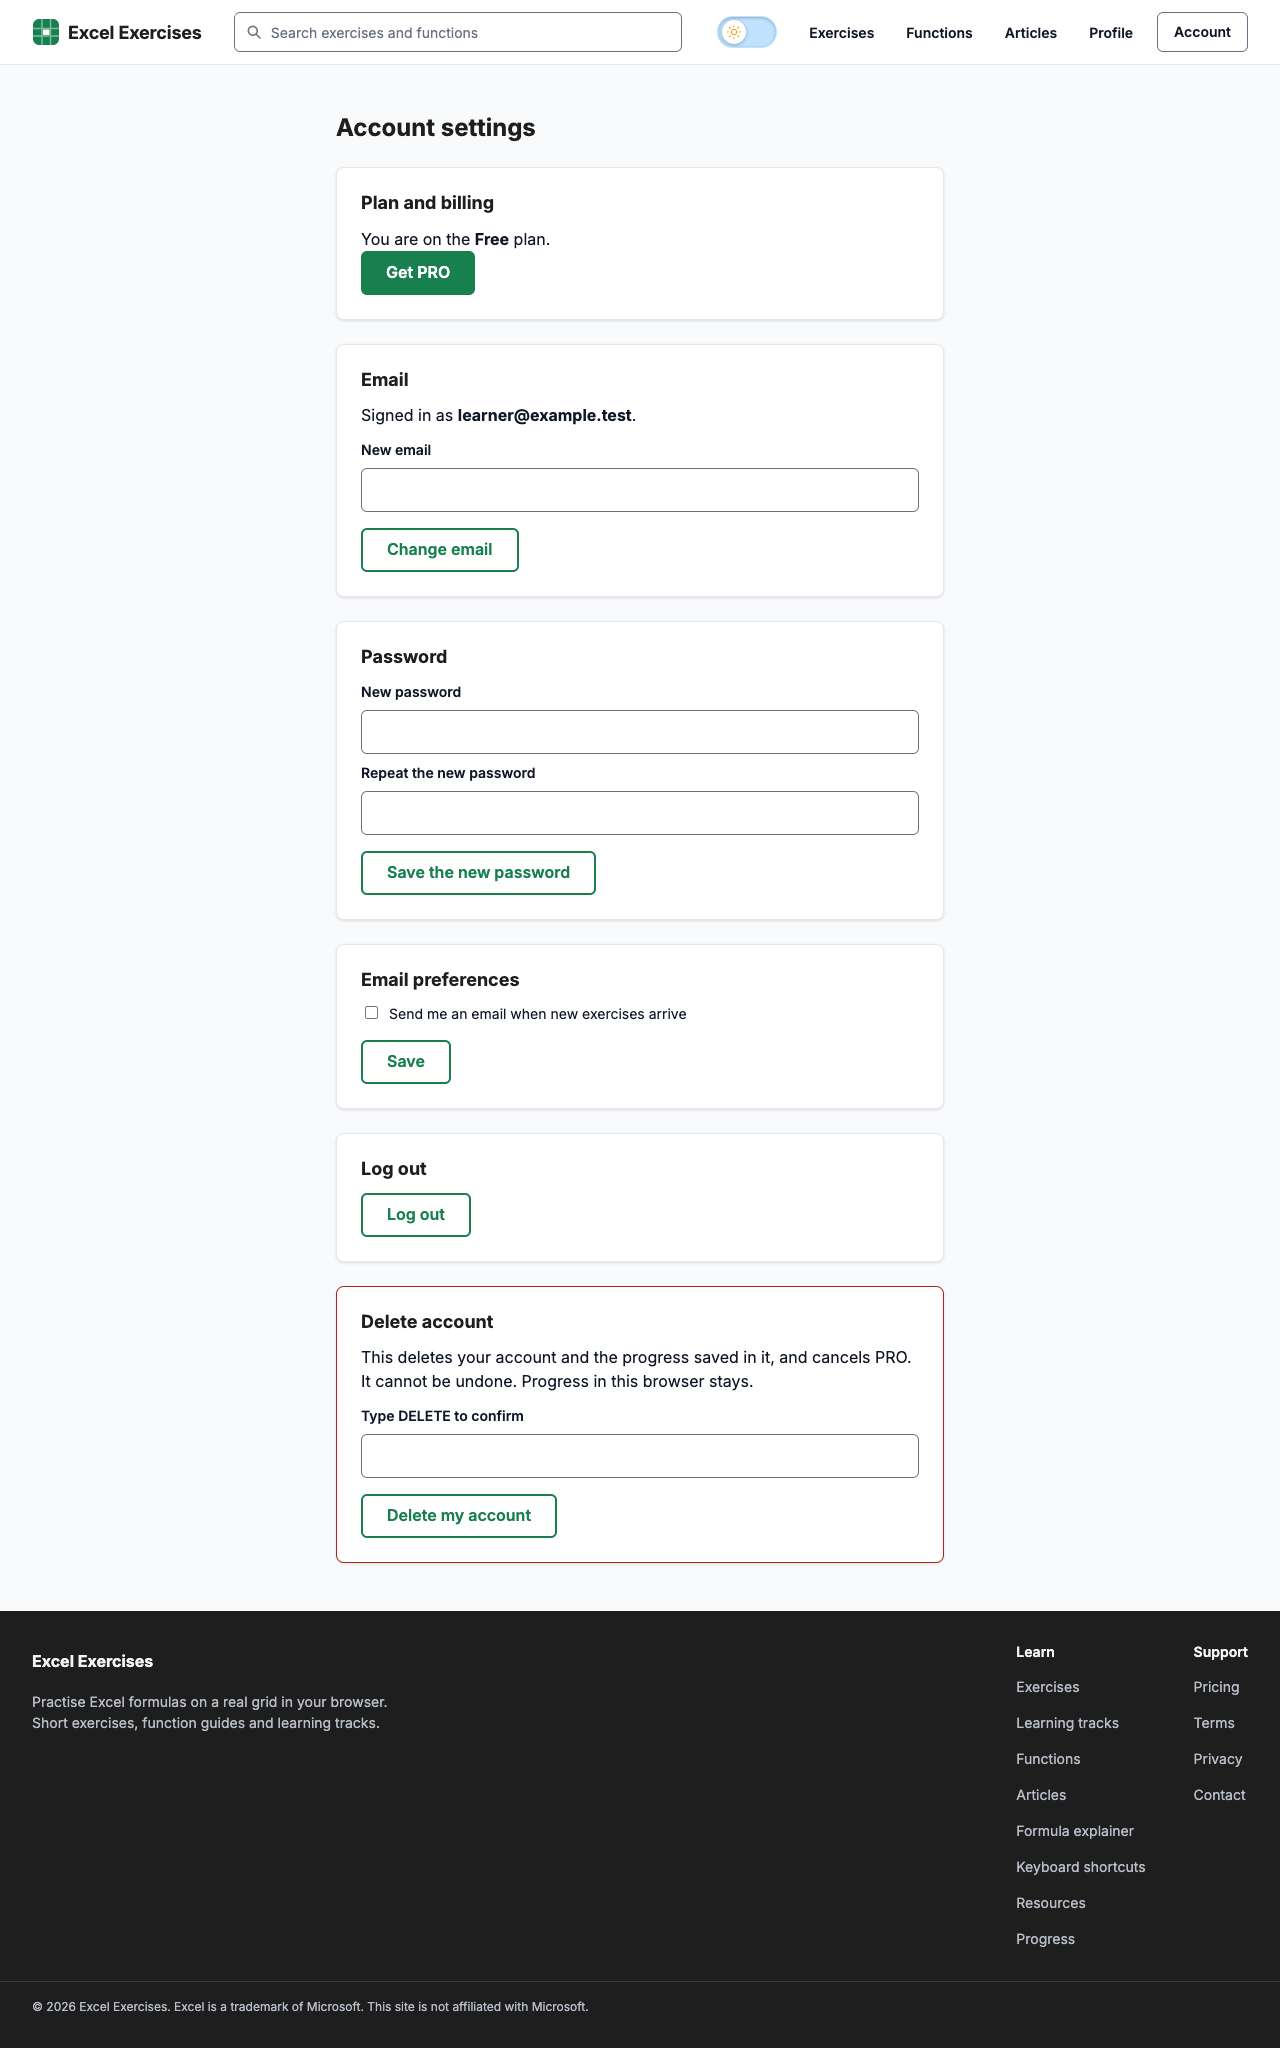 Excel Exercises
Search exercises and functions
Exercises
Functions
Articles
Profile
Account
Account settings
Plan and billing
You are on the Free plan.
Get PRO
Email
Signed in as learner@example.test.
New email
Change email
Password
New password
Repeat the new password
Save the new password
Email preferences
Send me an email when new exercises arrive
Save
Log out
Log out
Delete account
This deletes your account and the progress saved in it, and cancels PRO.
It cannot be undone. Progress in this browser stays.
Type DELETE to confirm
Delete my account
Excel Exercises
Practise Excel formulas on a real grid in your browser.
Short exercises, function guides and learning tracks.
Learn
Exercises
Learning tracks
Functions
Articles
Formula explainer
Keyboard shortcuts
Resources
Progress
Support
Pricing
Terms
Privacy
Contact
© 2026 Excel Exercises. Excel is a trademark of Microsoft. This site is not affiliated with Microsoft.